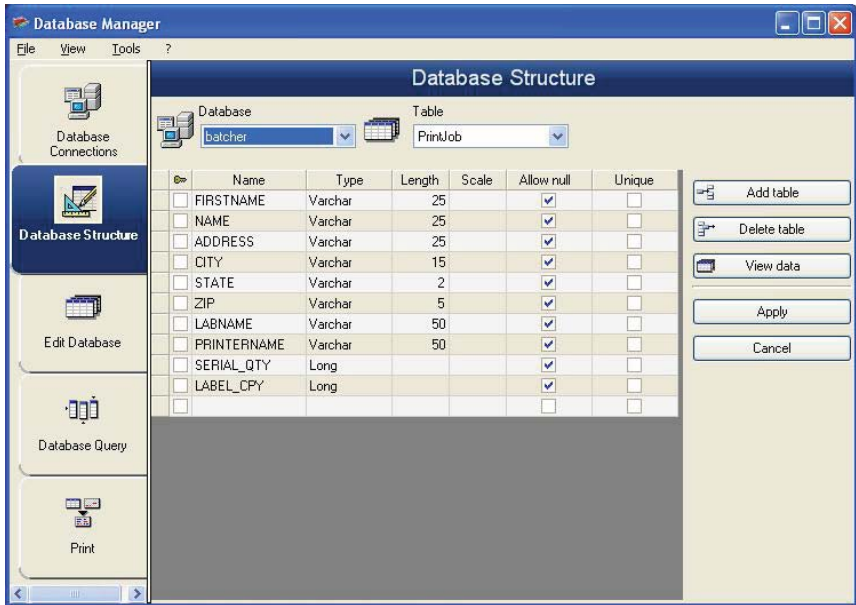 Database Manager
File View Tools ?
Database Structure
Database
Connections
Database Structure
Edit Database
Database Query
Print
Database
batcher
Table
PrintJob
Name Type Length Scale Allow null Unique
FIRSTNAME Varchar 25
NAME Varchar 25
ADDRESS Varchar 25
CITY Varchar 15
STATE Varchar 2
ZIP Varchar 5
LABNAME Varchar 50
PRINTERNAME Varchar 50
SERIAL_QTY Long
LABEL_CPY Long
Add table
Delete table
View data
Apply
Cancel